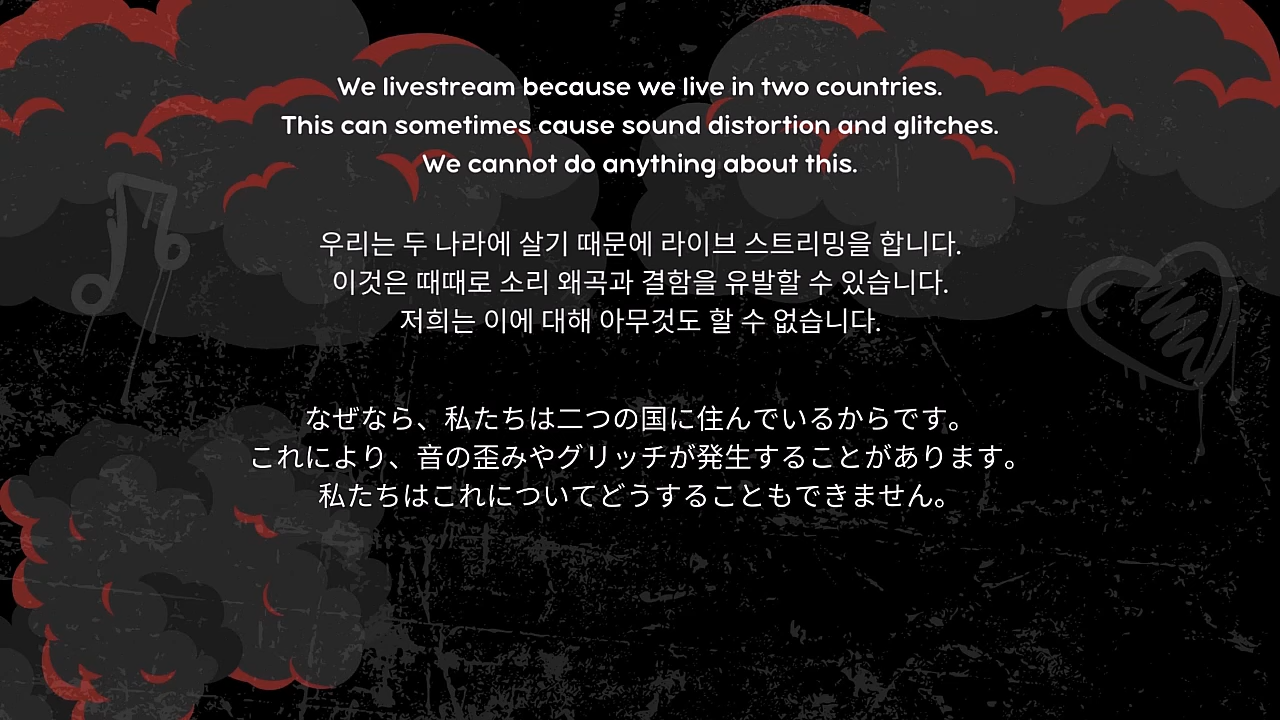 We livestream because we live in two countries.
This can sometimes cause sound distortion and glitches.
We cannot do anything about this.
우리는 두 나라에 살기 때문에 라이브 스트리밍을 합니다.
이것은 때때로 소리 왜곡과 결함을 유발할 수 있습니다.
저희는 이에 대해 아무것도 할 수 없습니다.
なぜなら、私たちは二つの国に住んでいるからです。
これにより、音の歪みやグリッチが発生することがあります。
私たちはこれについてどうすることもできません。